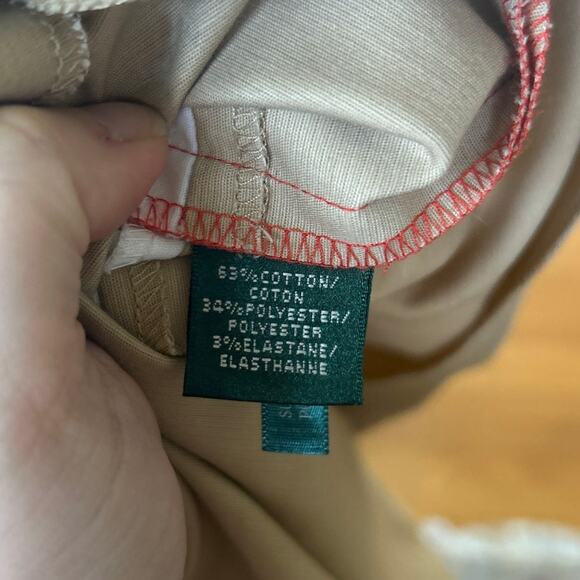 63%COTTON/
COTON
34%POLYESTER/
POLYESTER
3%ELASTANE/
ELASTHANNE